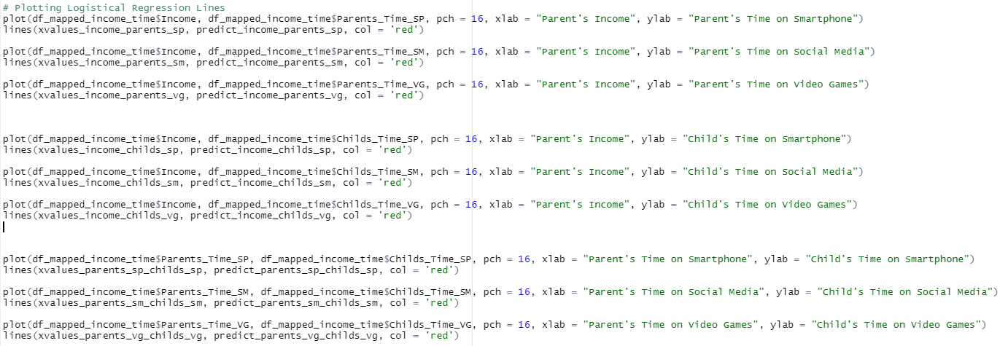 # Plotting Logistical Regression Lines
plot(df_mapped_income_time$Income, df_mapped_income_time$Parents_Time_SP, pch = 16, xlab = "Parent's Income", ylab = "Parent's Time on Smartphone")
lines(xvalues_income_parents_sp, predict_income_parents_sp, col = 'red')
plot(df_mapped_income_time$Income, df_mapped_income_time$Parents_Time_SM, pch = 16, xlab = "Parent's Income", ylab = "Parent's Time on Social Media")
lines(xvalues_income_parents_sm, predict_income_parents_sm, col = 'red')
plot(df_mapped_income_time$Income, df_mapped_income_time$Parents_Time_VG, pch = 16, xlab = "Parent's Income", ylab = "Parent's Time on Video Games")
lines(xvalues_income_parents_vg, predict_income_parents_vg, col = 'red')
plot(df_mapped_income_time$Income, df_mapped_income_time$Childs_Time_SP, pch = 16, xlab = "Parent's Income", ylab = "Child's Time on Smartphone")
lines(xvalues_income_childs_sp, predict_income_childs_sp, col = 'red')
plot(df_mapped_income_time$Income, df_mapped_income_time$Childs_Time_SM, pch = 16, xlab = "Parent's Income", ylab = "Child's Time on Social Media")
lines(xvalues_income_childs_sm, predict_income_childs_sm, col = 'red')
plot(df_mapped_income_time$Income, df_mapped_income_time$Childs_Time_VG, pch = 16, xlab = "Parent's Income", ylab = "Child's Time on Video Games")
lines(xvalues_income_childs_vg, predict_income_childs_vg, col = 'red')
plot(df_mapped_income_time$Parents_Time_SP, df_mapped_income_time$Childs_Time_SP, pch = 16, xlab = "Parent's Time on Smartphone", ylab = "Child's Time on Smartphone")
lines(xvalues_parents_sp_childs_sp, predict_parents_sp_childs_sp, col = 'red')
plot(df_mapped_income_time$Parents_Time_SM, df_mapped_income_time$Childs_Time_SM, pch = 16, xlab = "Parent's Time on Social Media", ylab = "Child's Time on Social Media")
lines(xvalues_parents_sm_childs_sm, predict_parents_sm_childs_sm, col = 'red')
plot(df_mapped_income_time$Parents_Time_VG, df_mapped_income_time$Childs_Time_VG, pch = 16, xlab = "Parent's Time on Video Games", ylab = "Child's Time on Video Games")
lines(xvalues_parents_vg_childs_vg, predict_parents_vg_childs_vg, col = 'red')